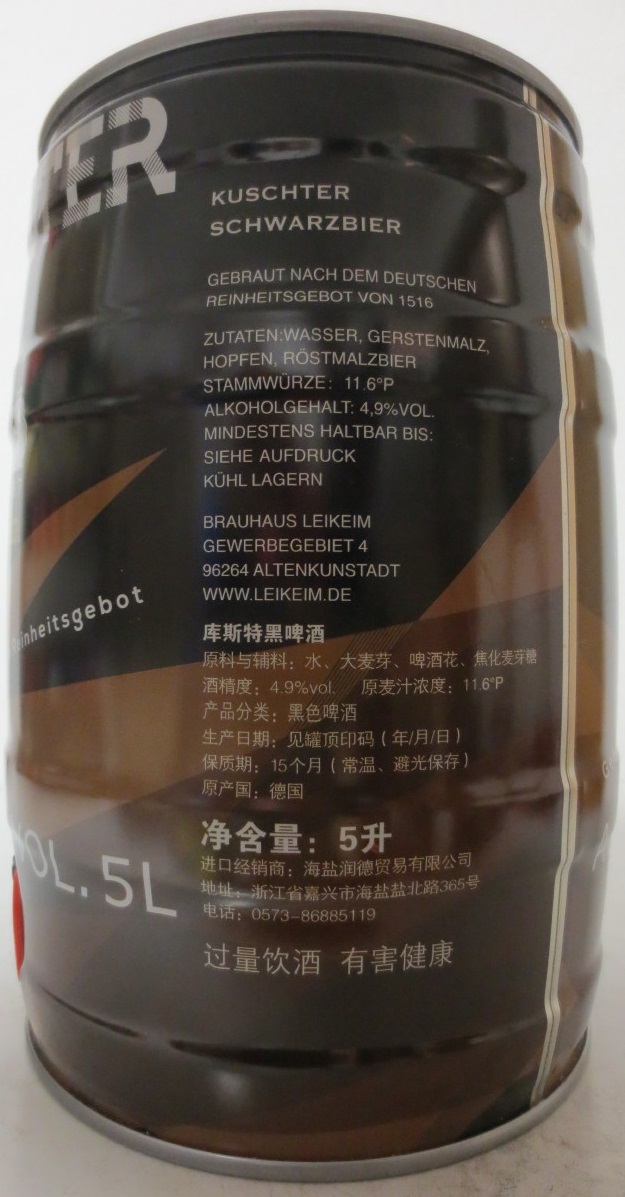 TER
KUSCHTER
SCHWARZBIER
GEBRAUT NACH DEM DEUTSCHEN
REINHEITSGEBOT VON 1516
ZUTATEN:WASSER, GERSTENMALZ,
HOPFEN, RÖSTMALZBIER
STAMMWÜRZE: 11.6°P
ALKOHOLGEHALT: 4,9%VOL.
MINDESTENS HALTBAR BIS:
SIEHE AUFDRUCK
KÜHL LAGERN
BRAUHAUS LEIKEIM
GEWERBEGEBIET 4
96264 ALTENKUNSTADT
WWW.LEIKEIM.DE
einheitsgebot
库斯特黑啤酒
原料与辅料：水、大麦芽、啤酒花、焦化麦芽糖
酒精度：4.9%vol. 原麦汁浓度：11.6°P
产品分类：黑色啤酒
生产日期：见罐顶印码（年/月/日）
保质期：15个月（常温、避光保存）
原产国：德国
净含量：5升
进口经销商：海盐润德贸易有限公司
地址：浙江省嘉兴市海盐盐北路365号
电话：0573-86885119
VOL. 5L
过量饮酒 有害健康